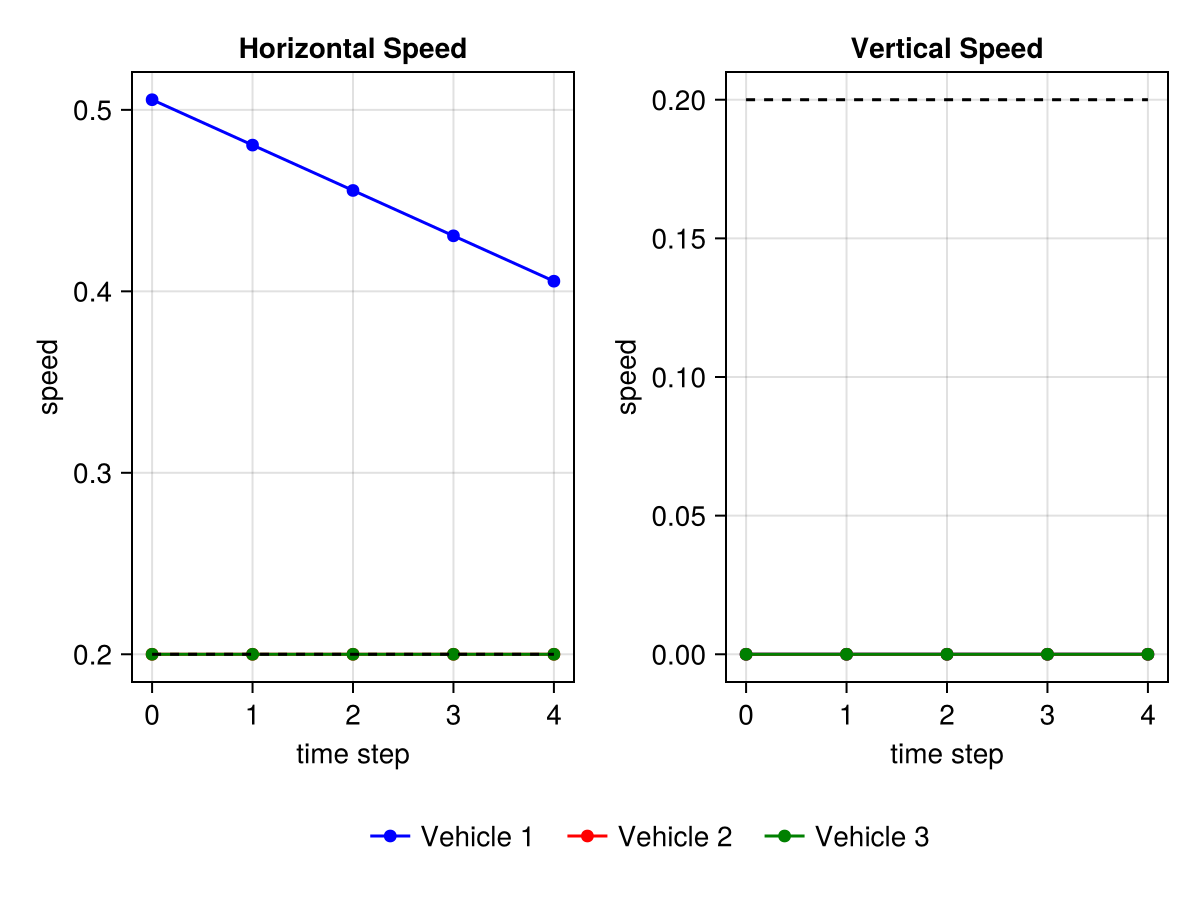 Horizontal Speed
speed
0.5
0.4
0.3
0.2
0 1 2 3 4
time step
Vertical Speed
speed
0.20
0.15
0.10
0.05
0.00
0 1 2 3 4
time step
Vehicle 1 Vehicle 2 Vehicle 3